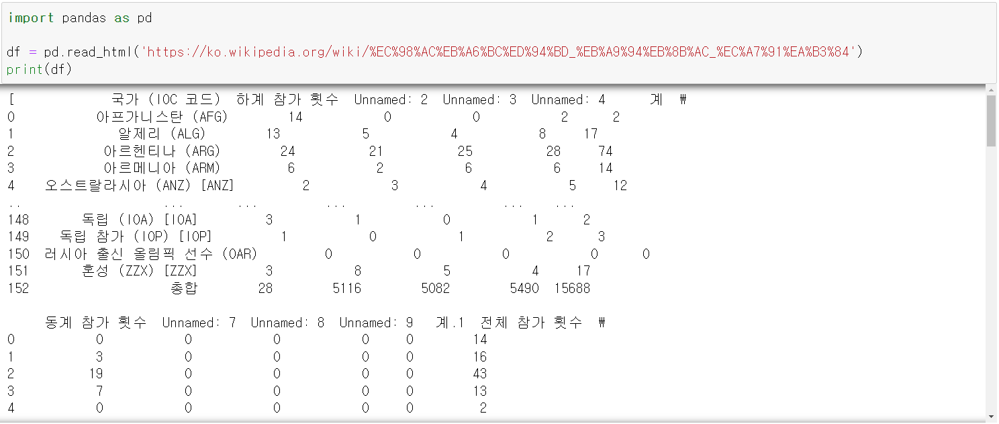 import pandas as pd
df = pd.read_html('https://ko.wikipedia.org/wiki/%EC%98%AC%EB%A6%BC%ED%94%BD_%EB%A9%94%EB%8B%AC_%EC%A7%91%EA%B3%84')
print(df)
[ 국가 (IOC 코드) 하계 참가 횟수 Unnamed: 2 Unnamed: 3 Unnamed: 4 계 ₩
0 아프가니스탄 (AFG) 14 0 0 2 2
1 알제리 (ALG) 13 5 4 8 17
2 아르헨티나 (ARG) 24 21 25 28 74
3 아르메니아 (ARM) 6 2 6 6 14
4 오스트랄라시아 (ANZ) [ANZ] 2 3 4 5 12
.. ... ... ... ... ... ...
148 독립 (IOA) [IOA] 3 1 0 1 2
149 독립 참가 (IOP) [IOP] 1 0 1 2 3
150 러시아 출신 올림픽 선수 (OAR) 0 0 0 0 0
151 혼성 (ZZX) [ZZX] 3 8 5 4 17
152 총합 28 5116 5082 5490 15688
동계 참가 횟수 Unnamed: 7 Unnamed: 8 Unnamed: 9 계.1 전체 참가 횟수 ₩
0 0 0 0 0 0 14
1 3 0 0 0 0 16
2 19 0 0 0 0 43
3 7 0 0 0 0 13
4 0 0 0 0 0 2